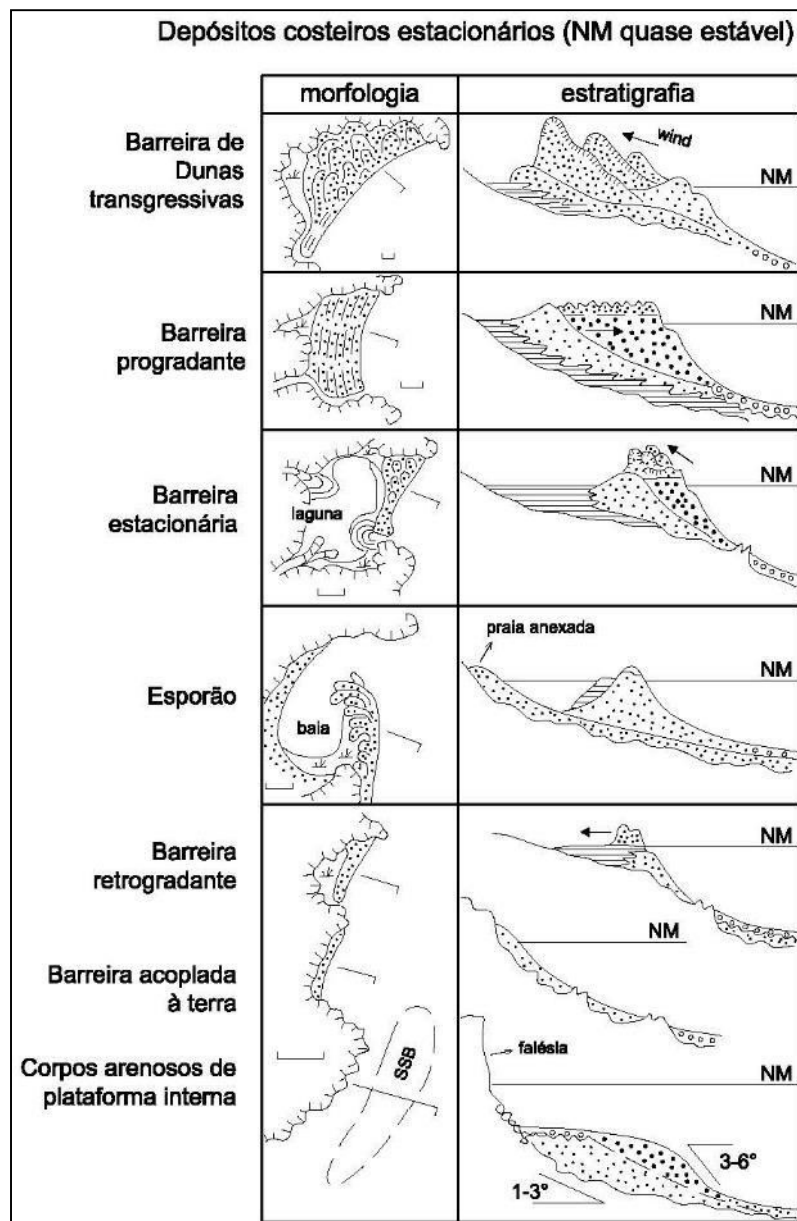 Depósitos costeiros estacionários (NM quase estável)
morfologia
estratigrafia
Barreira de
Dunas
transgressivas
wind
NM
Barreira
progradante
NM
Barreira
estacionária
laguna
NM
Esporão
baia
praia anexada
NM
Barreira
retrogradante
NM
Barreira acoplada
à terra
NM
Corpos arenosos de
plataforma interna
SSB
falésia
NM
1-3°
3-6°